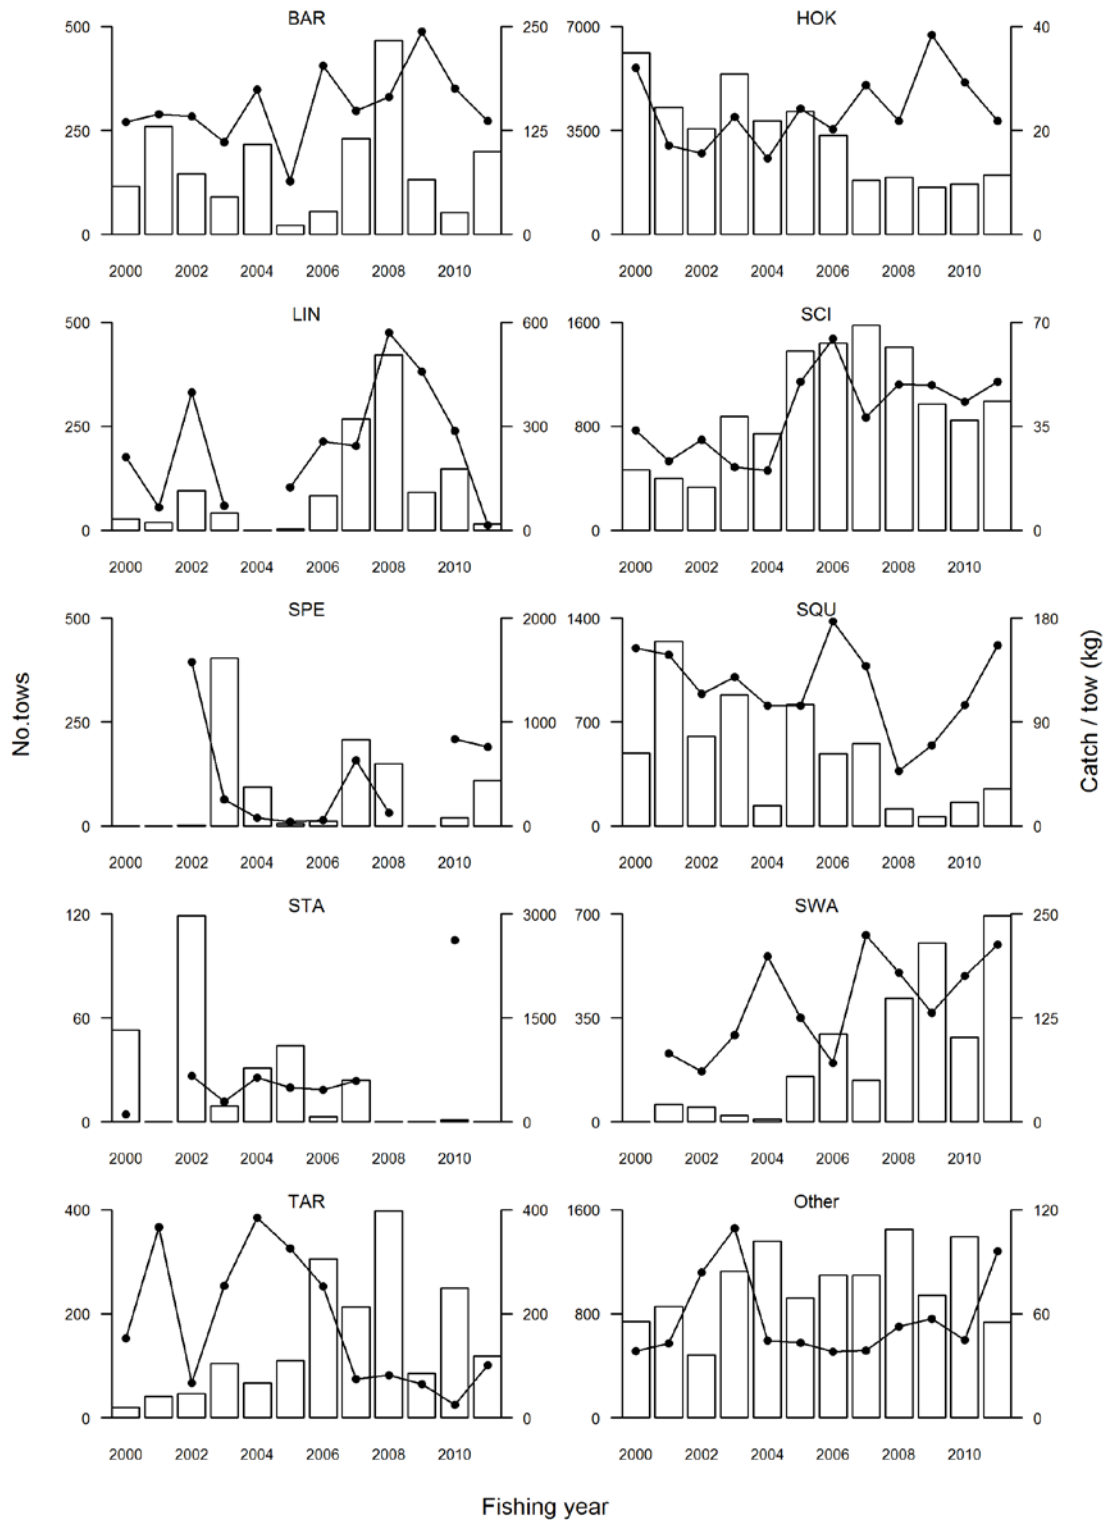 BAR HOK
500 250 7000 40
250 125 3500 20
0 0 0 0
2000 2002 2004 2006 2008 2010 2000 2002 2004 2006 2008 2010
LIN SCI
500 600 1600 70
250 300 800 35
0 0 0 0
2000 2002 2004 2006 2008 2010 2000 2002 2004 2006 2008 2010
SPE SQU
500 2000 1400 180
250 1000 700 90
0 0 0 0
2000 2002 2004 2006 2008 2010 2000 2002 2004 2006 2008 2010
No.tows
Catch / tow (kg)
STA SWA
120 3000 700 250
60 1500 350 125
0 0 0 0
2000 2002 2004 2006 2008 2010 2000 2002 2004 2006 2008 2010
TAR Other
400 400 1600 120
200 200 800 60
0 0 0 0
2000 2002 2004 2006 2008 2010 2000 2002 2004 2006 2008 2010
Fishing year